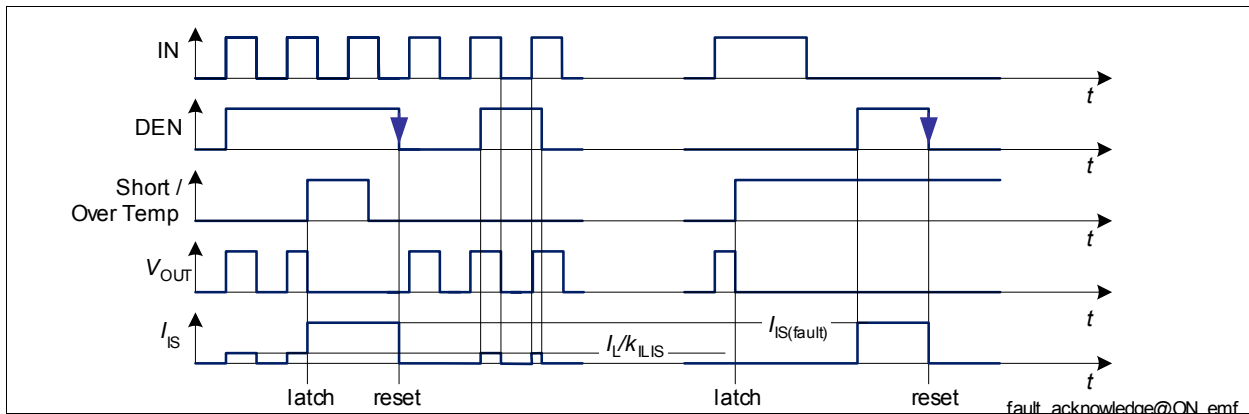 IN
t
DEN
t
Short /
Over Temp
t
VOUT
t
IIS
IL/kILIS
IIS(fault)
t
latch
reset
latch
reset
fault_acknowledge@ON.emf